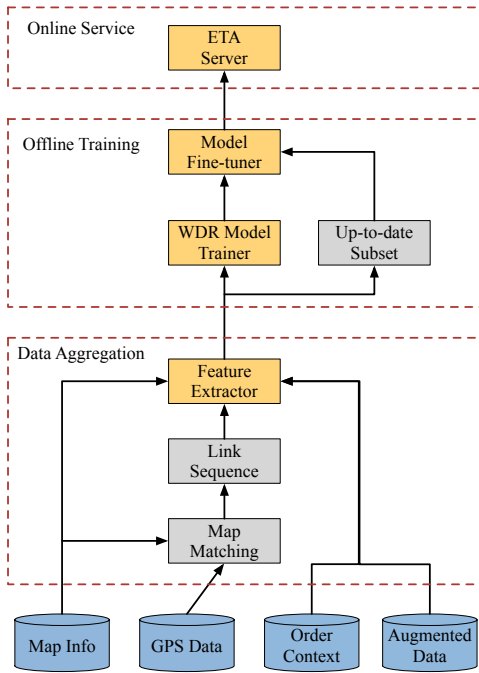 Online Service
ETA
Server
Offline Training
Model
Fine-tuner
WDR Model
Trainer
Up-to-date
Subset
Data Aggregation
Feature
Extractor
Link
Sequence
Map
Matching
Map Info
GPS Data
Order
Context
Augmented
Data